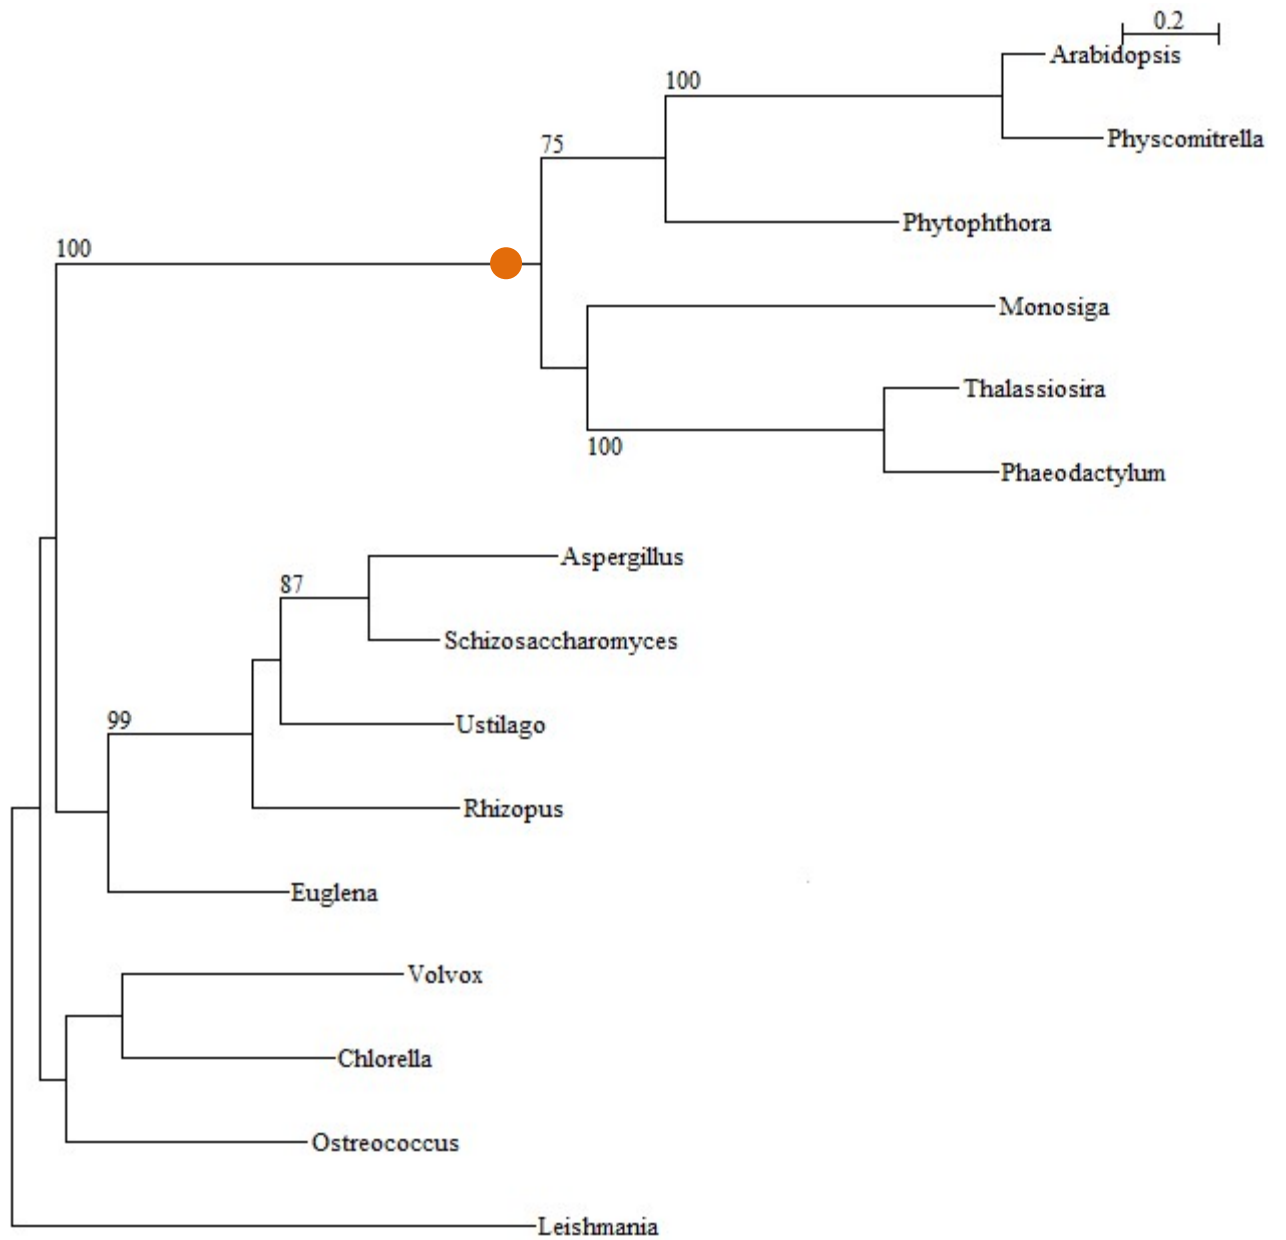 0.2
Arabidopsis
100
Physcomitrella
75
Phytophthora
100
Monosiga
Thalassiosira
100
Phaeodactylum
Aspergillus
87
Schizosaccharomyces
99
Ustilago
Rhizopus
Euglena
Volvox
Chlorella
Ostreococcus
Leishmania